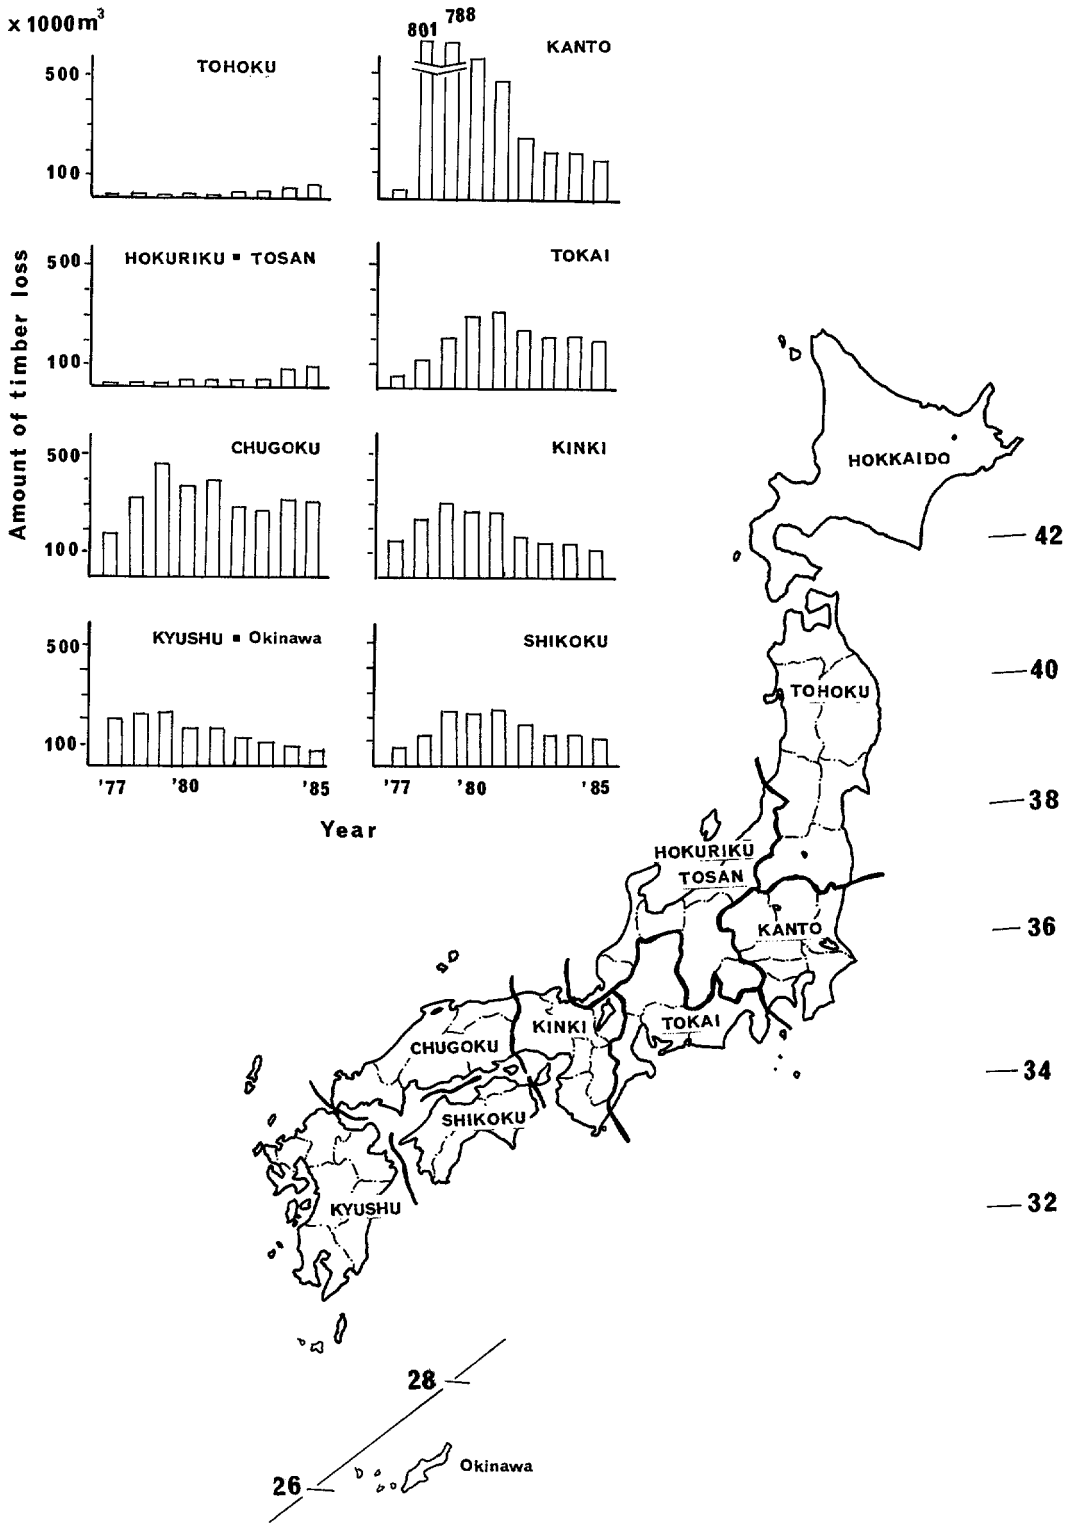 x 1000m³
801
788
TOHOKU
KANTO
500
100
HOKURIKU ▪ TOSAN
TOKAI
500
100
CHUGOKU
KINKI
500
100
KYUSHU ▪ Okinawa
SHIKOKU
500
100
'77
'80
'85
'77
'80
'85
Year
Amount of timber loss
HOKKAIDO
42
TOHOKU
40
38
HOKURIKU
TOSAN
KANTO
36
KINKI
TOKAI
CHUGOKU
34
SHIKOKU
KYUSHU
32
28
26
Okinawa